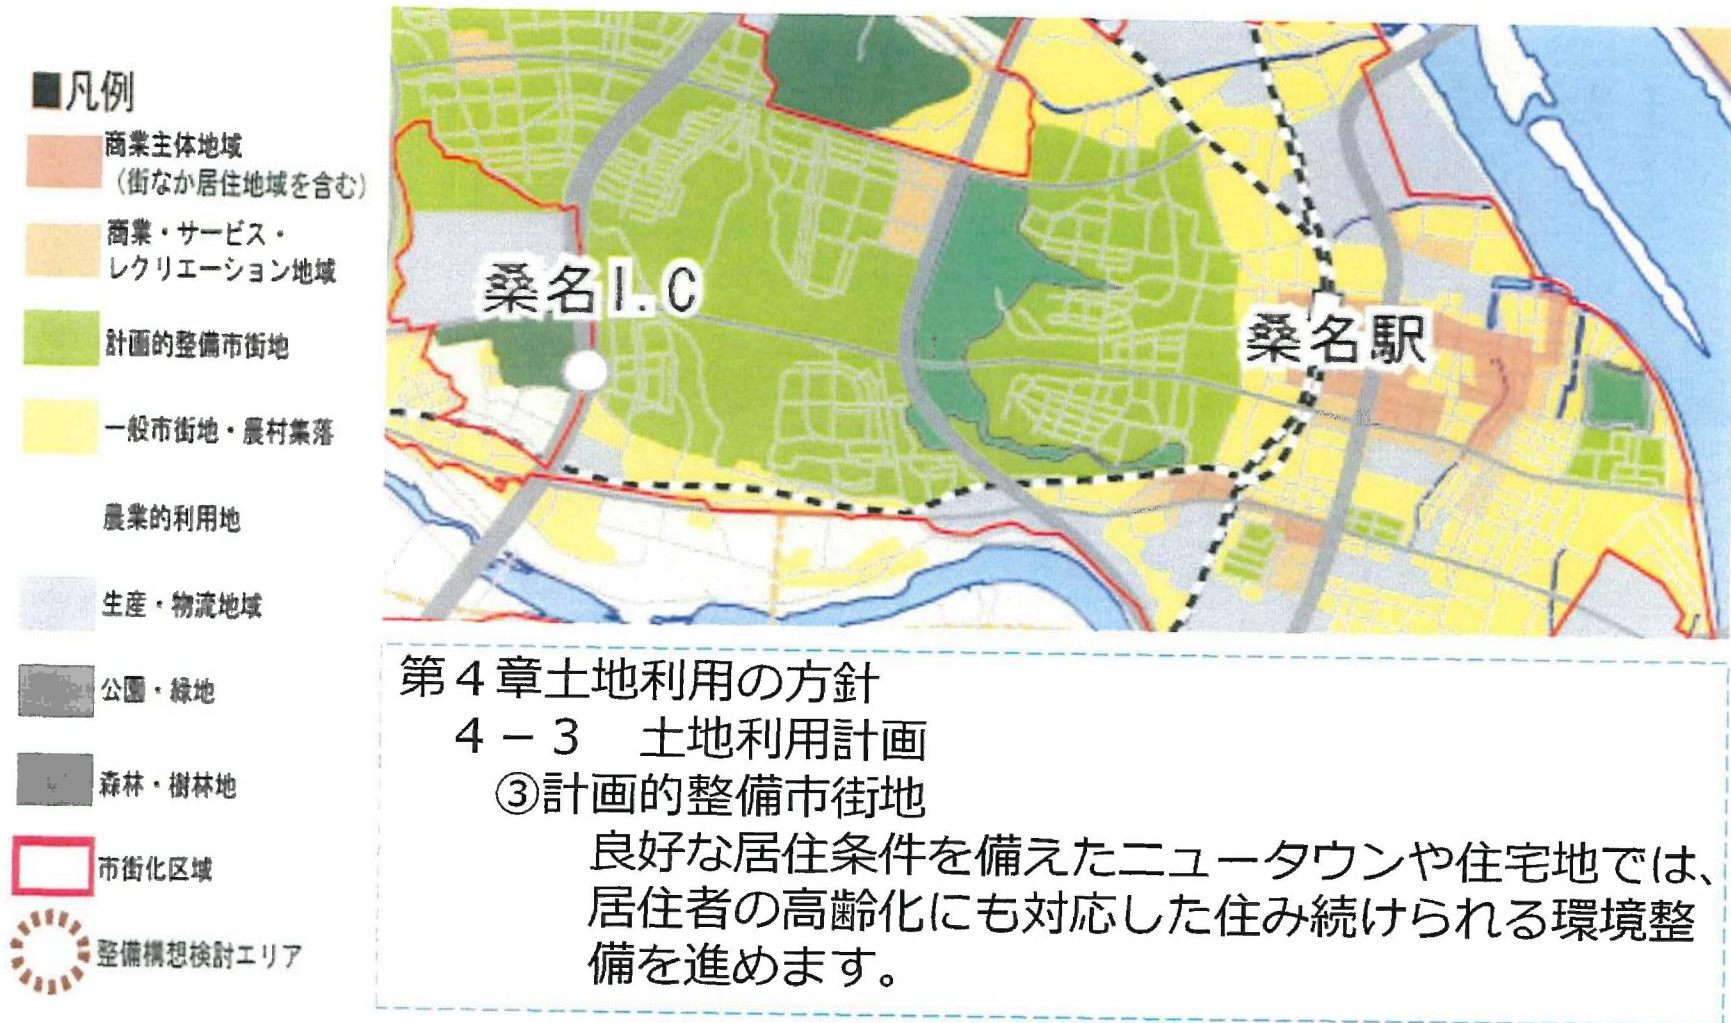 ■凡例
商業主体地域
（街なか居住地域を含む）
商業・サービス・
レクリエーション地域
計画的整備市街地
一般市街地・農村集落
農業的利用地
生産・物流地域
公園・緑地
森林・樹林地
市街化区域
整備構想検討エリア
桑名I.C
桑名駅
第４章土地利用の方針
４－３　土地利用計画
③計画的整備市街地
良好な居住条件を備えたニュータウンや住宅地では、
居住者の高齢化にも対応した住み続けられる環境整
備を進めます。